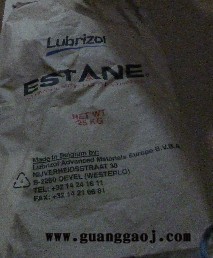 Lubrizol
ESTANE
NET WT
25 KG
Made in Belgium by:
Lubrizol Advanced Materials Europe B.V.B.A.
NIJVERHEIDSSTRAAT 30
B-2260 OEVEL (WESTERLO)
TEL: +32 14 24 16 11
FAX: +32 14 21 66 01
www.guanggaoj.com